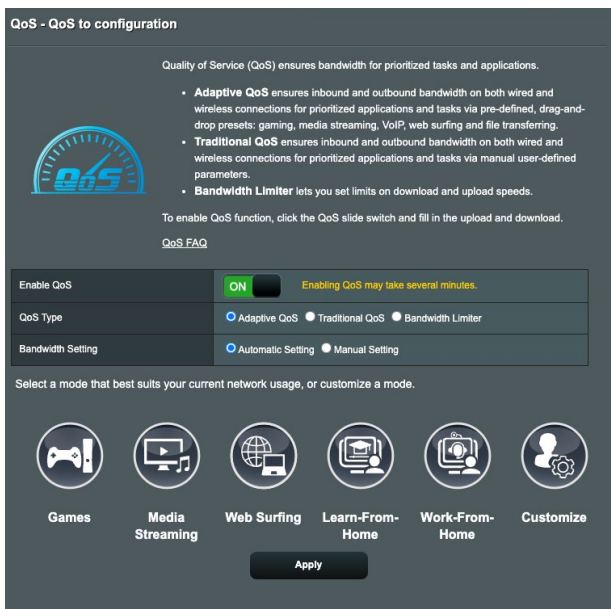 QoS - QoS to configuration
Quality of Service (QoS) ensures bandwidth for prioritized tasks and applications.
• Adaptive QoS ensures inbound and outbound bandwidth on both wired and
wireless connections for prioritized applications and tasks via pre-defined, drag-and-
drop presets: gaming, media streaming, VoIP, web surfing and file transferring.
• Traditional QoS ensures inbound and outbound bandwidth on both wired and
wireless connections for prioritized applications and tasks via manual user-defined
parameters.
• Bandwidth Limiter lets you set limits on download and upload speeds.
QoS
To enable QoS function, click the QoS slide switch and fill in the upload and download.
QoS FAQ
Enable QoS ON Enabling QoS may take several minutes.
QoS Type Adaptive QoS Traditional QoS Bandwidth Limiter
Bandwidth Setting Automatic Setting Manual Setting
Select a mode that best suits your current network usage, or customize a mode.
Games Media Web Surfing Learn-From- Work-From- Customize
Streaming Home Home
Apply